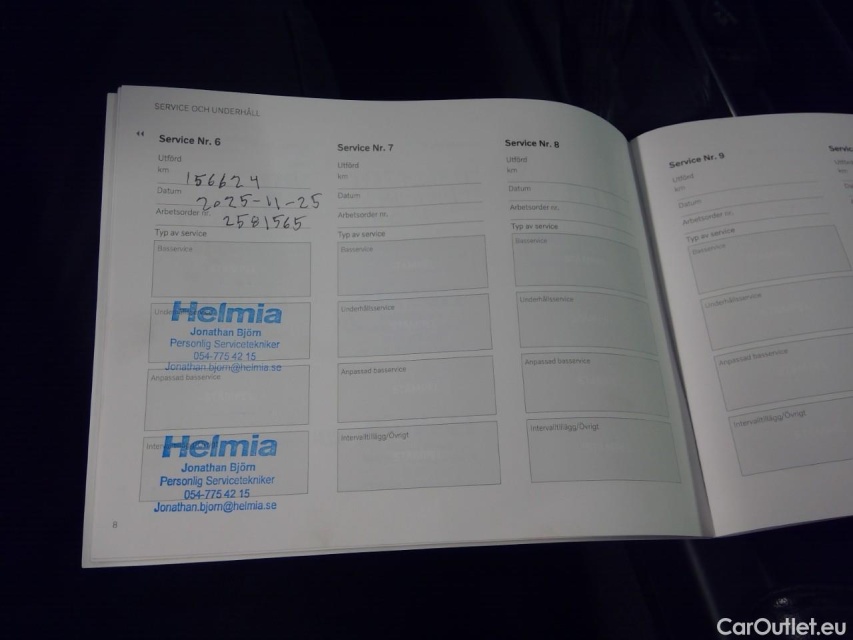 SERVICE OCH UNDERHÅLL
Service Nr. 6
Utförd
km 156624
Datum 2025-11-25
Arbetsorder nr. 2581565
Typ av service
Basservice
Helmia
Jonathan Björn
Personlig Servicetekniker
054-775 42 15
Jonathan.bjorn@helmia.se
Anpassad basservice
Helmia
Jonathan Björn
Personlig Servicetekniker
054-775 42 15
Jonathan.bjorn@helmia.se
8
Service Nr. 7
Utförd
km
Datum
Arbetsorder nr.
Typ av service
Basservice
Underhållsservice
Anpassad basservice
Intervalltillägg/Övrigt
Service Nr. 8
Utförd
km
Datum
Arbetsorder nr.
Typ av service
Basservice
Underhållsservice
Anpassad basservice
Intervalltillägg/Övrigt
Service Nr. 9
Utförd
km
Datum
Arbetsorder nr.
Typ av service
Basservice
Underhållsservice
Anpassad basservice
Intervalltillägg/Övrigt
CarOutlet.eu